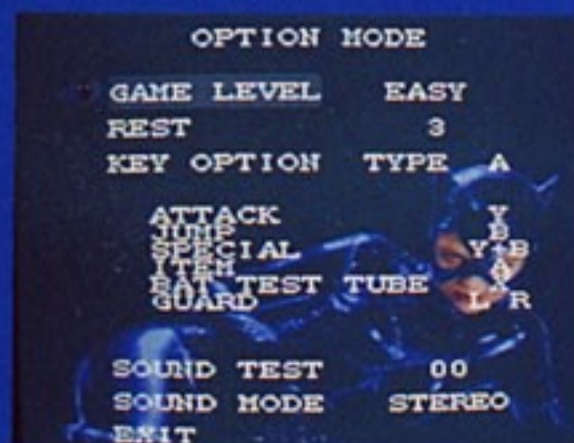 OPTION MODE
GAME LEVEL EASY
REST 3
KEY OPTION TYPE A
ATTACK Y
JUMP B
SPECIAL Y+B
ITEM A
BAT TEST TUBE X
GUARD L R
SOUND TEST 00
SOUND MODE STEREO
EXIT